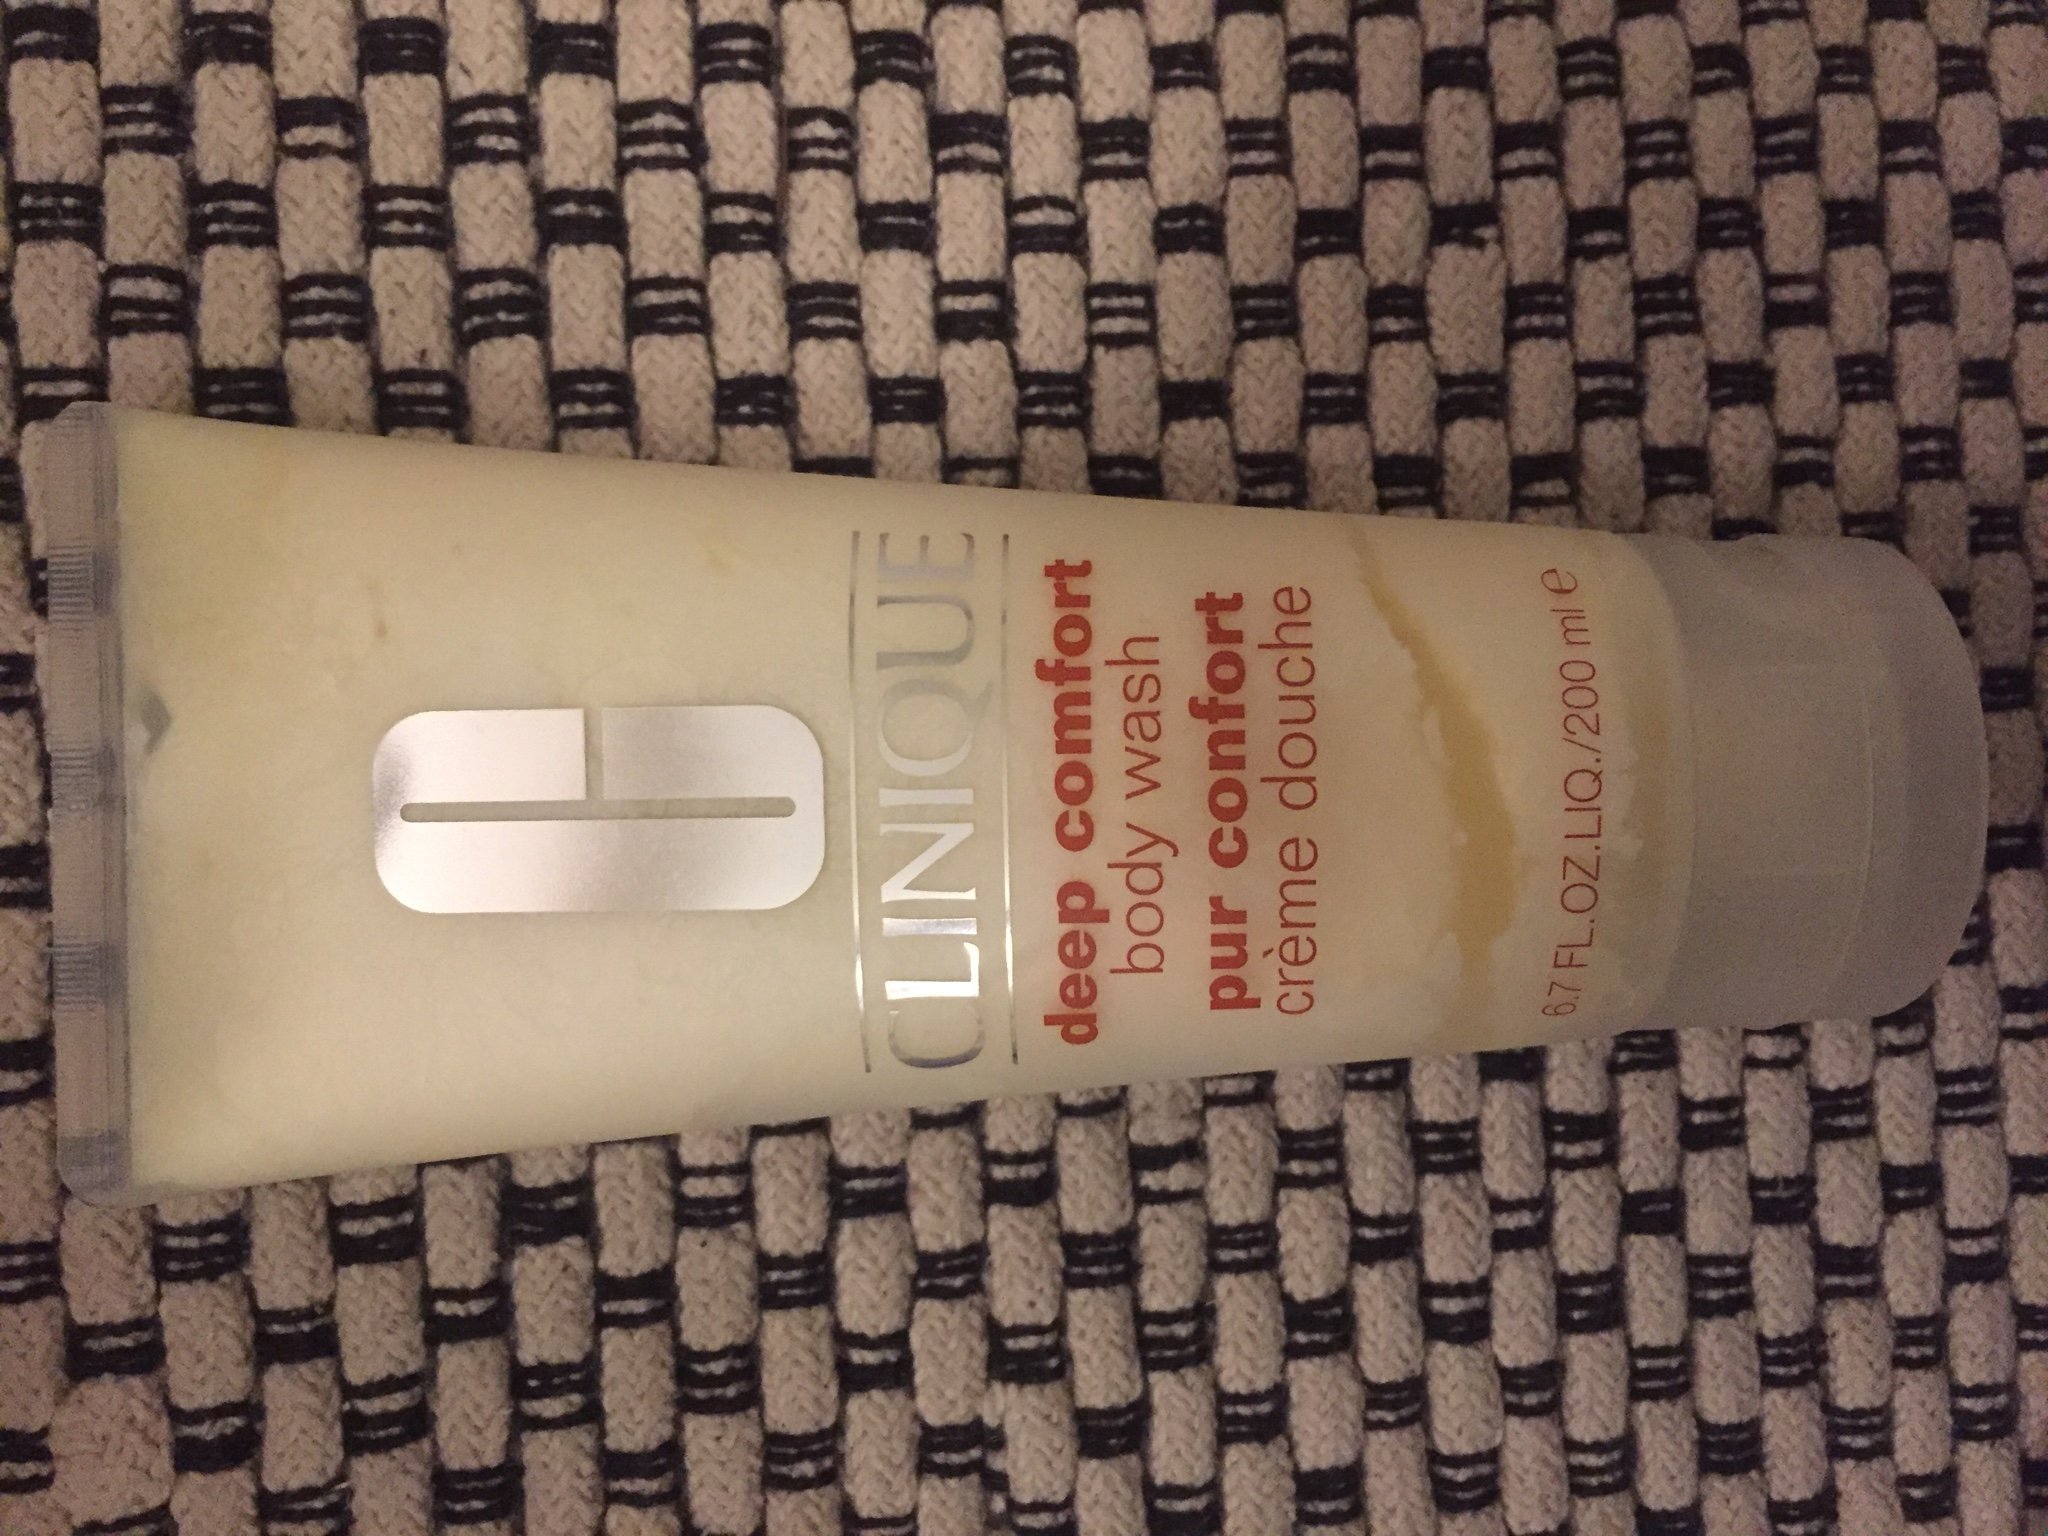 CLINIQUE
deep comfort
body wash
pur confort
crème douche
6.7 FL.OZ.LIQ./200 ml e